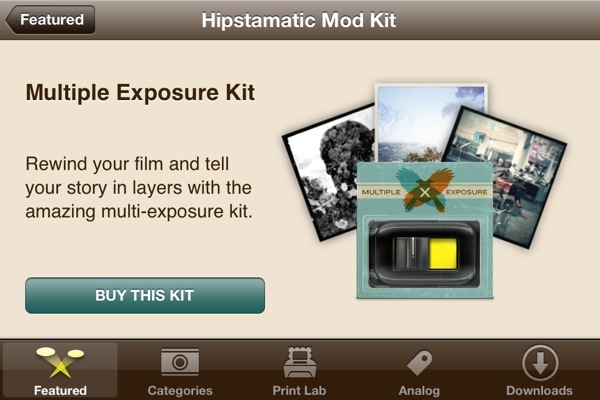 Featured
Hipstamatic Mod Kit
Multiple Exposure Kit
Rewind your film and tell
your story in layers with the
amazing multi-exposure kit.
MULTIPLE X EXPOSURE
BUY THIS KIT
Featured
Categories
Print Lab
Analog
Downloads